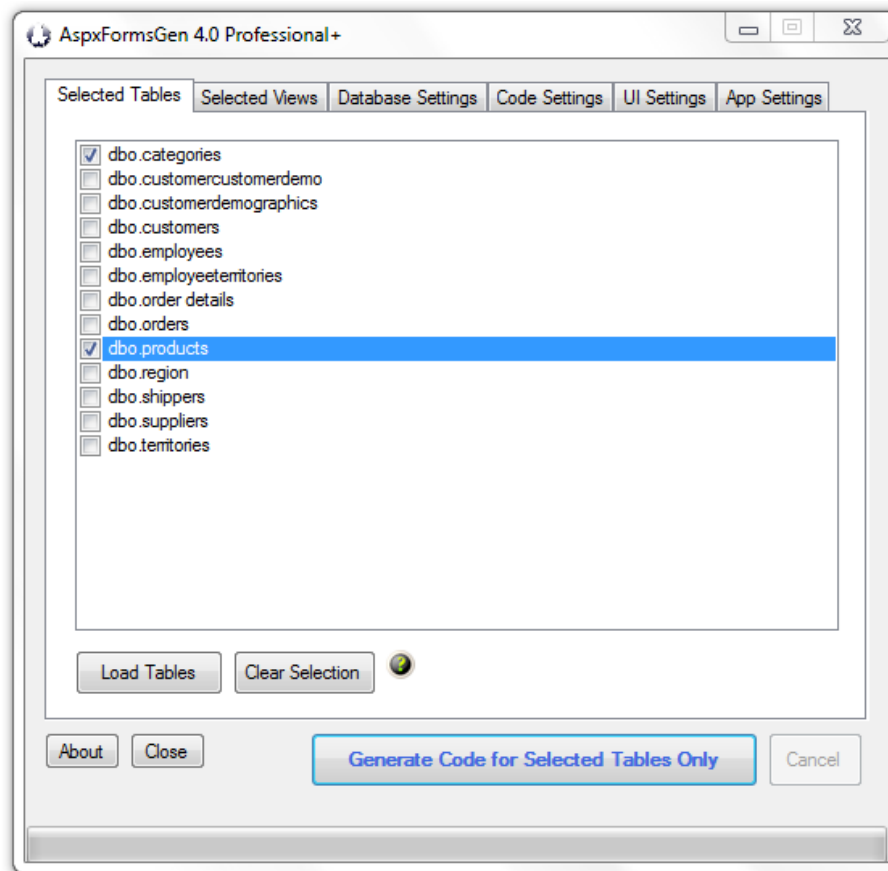 AspxFormsGen 4.0 Professional+
Selected Tables Selected Views Database Settings Code Settings UI Settings App Settings
dbo.categories
dbo.customercustomerdemo
dbo.customerdemographics
dbo.customers
dbo.employees
dbo.employeeterritories
dbo.order details
dbo.orders
dbo.products
dbo.region
dbo.shippers
dbo.suppliers
dbo.territories
Load Tables Clear Selection ?
About Close Generate Code for Selected Tables Only Cancel